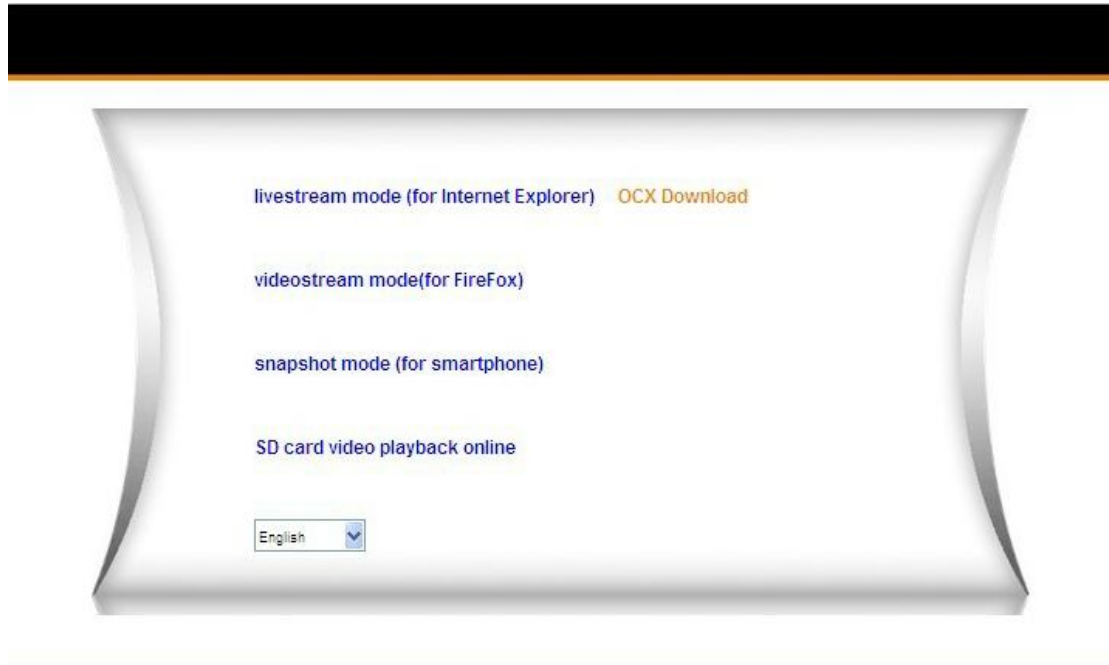 livestream mode (for Internet Explorer) OCX Download
videostream mode(for FireFox)
snapshot mode (for smartphone)
SD card video playback online
English